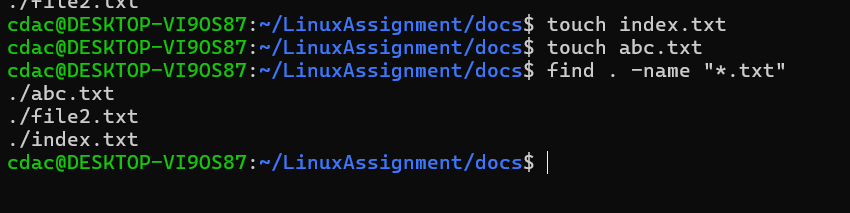 ./file2.txt
cdac@DESKTOP-VI9OS87:~/LinuxAssignment/docs$ touch index.txt
cdac@DESKTOP-VI9OS87:~/LinuxAssignment/docs$ touch abc.txt
cdac@DESKTOP-VI9OS87:~/LinuxAssignment/docs$ find . -name "*.txt"
./abc.txt
./file2.txt
./index.txt
cdac@DESKTOP-VI9OS87:~/LinuxAssignment/docs$